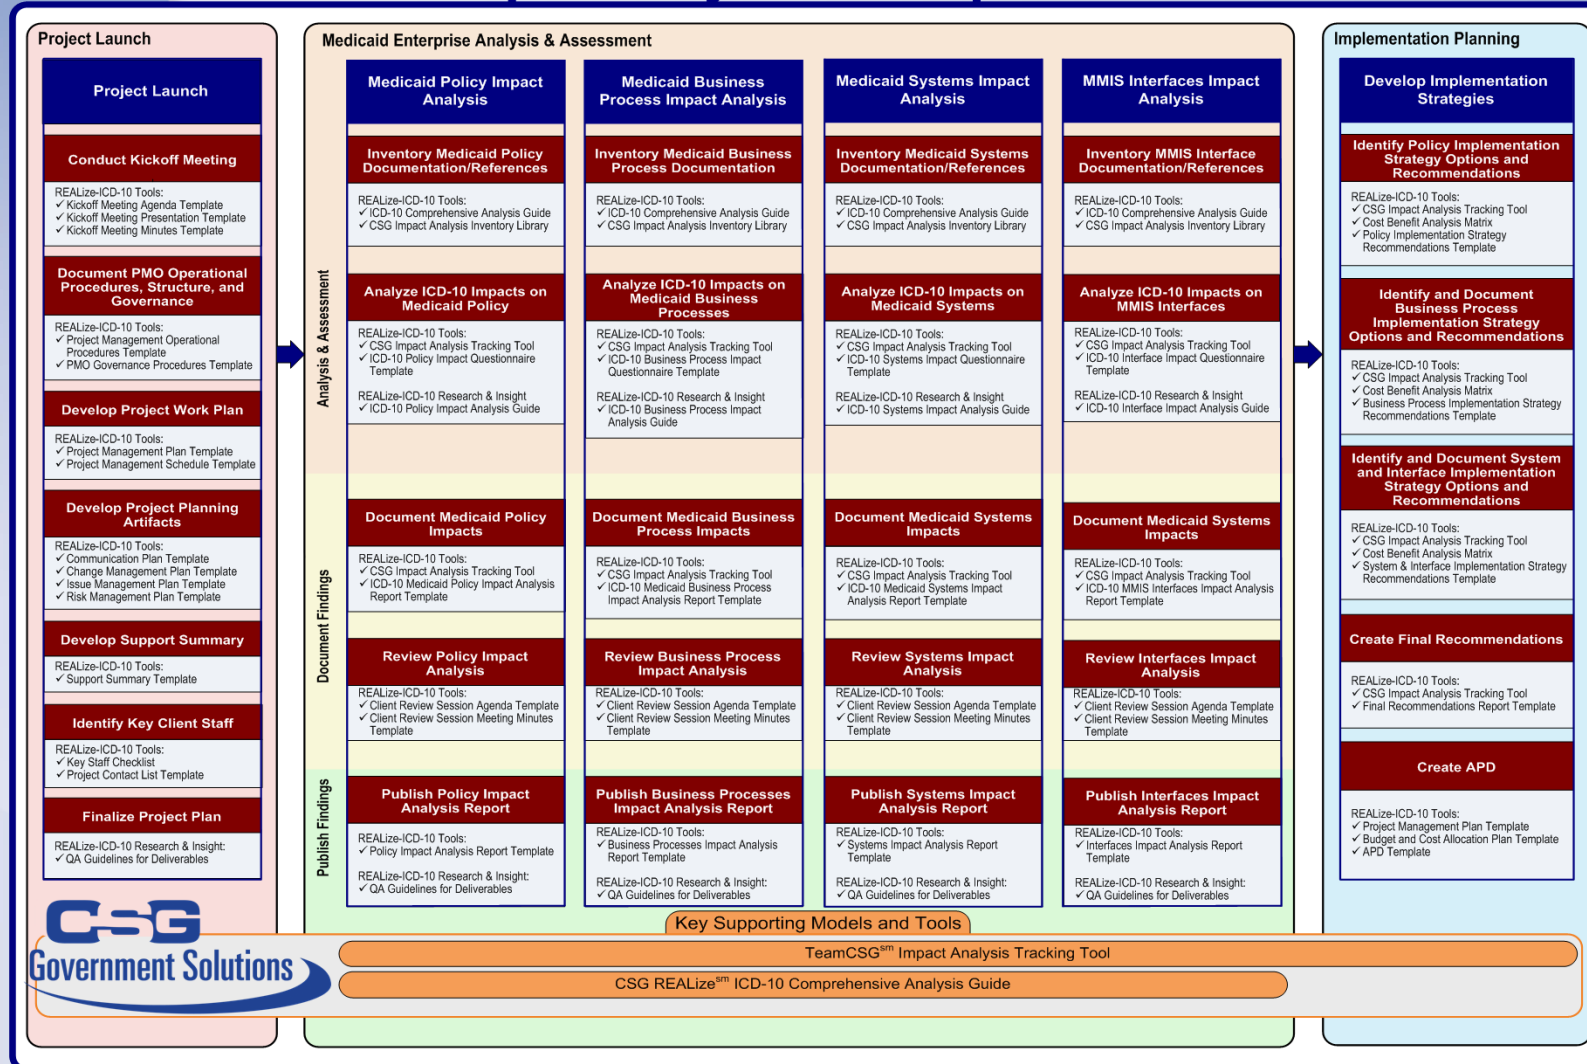 Project Launch
Project Launch
Conduct Kickoff Meeting
REALize-ICD-10 Tools:
✓ Kickoff Meeting Agenda Template
✓ Kickoff Meeting Presentation Template
✓ Kickoff Meeting Minutes Template
Document PMO Operational
Procedures, Structure, and
Governance
REALize-ICD-10 Tools:
✓ Project Management Operational
Procedures Template
✓ PMO Governance Procedures Template
Develop Project Work Plan
REALize-ICD-10 Tools:
✓ Project Management Plan Template
✓ Project Management Schedule Template
Develop Project Planning
Artifacts
REALize-ICD-10 Tools:
✓ Communication Plan Template
✓ Change Management Plan Template
✓ Issue Management Plan Template
✓ Risk Management Plan Template
Develop Support Summary
REALize-ICD-10 Tools:
✓ Support Summary Template
Identify Key Client Staff
REALize-ICD-10 Tools:
✓ Key Staff Checklist
✓ Project Contact List Template
Finalize Project Plan
REALize-ICD-10 Research & Insight:
✓ QA Guidelines for Deliverables
Medicaid Enterprise Analysis & Assessment
Analysis & Assessment
Document Findings
Publish Findings
Medicaid Policy Impact
Analysis
Inventory Medicaid Policy
Documentation/References
REALize-ICD-10 Tools:
✓ ICD-10 Comprehensive Analysis Guide
✓ CSG Impact Analysis Inventory Library
Analyze ICD-10 Impacts on
Medicaid Policy
REALize-ICD-10 Tools:
✓ CSG Impact Analysis Tracking Tool
✓ ICD-10 Policy Impact Questionnaire
Template
REALize-ICD-10 Research & Insight
✓ ICD-10 Policy Impact Analysis Guide
Document Medicaid Policy
Impacts
REALize-ICD-10 Tools:
✓ CSG Impact Analysis Tracking Tool
✓ ICD-10 Medicaid Policy Impact Analysis
Report Template
Review Policy Impact
Analysis
REALize-ICD-10 Tools:
✓ Client Review Session Agenda Template
✓ Client Review Session Meeting Minutes
Template
Publish Policy Impact
Analysis Report
REALize-ICD-10 Tools:
✓ Policy Impact Analysis Report Template
REALize-ICD-10 Research & Insight:
✓ QA Guidelines for Deliverables
Medicaid Business
Process Impact Analysis
Inventory Medicaid Business
Process Documentation
REALize-ICD-10 Tools:
✓ ICD-10 Comprehensive Analysis Guide
✓ CSG Impact Analysis Inventory Library
Analyze ICD-10 Impacts on
Medicaid Business
Processes
REALize-ICD-10 Tools:
✓ CSG Impact Analysis Tracking Tool
✓ ICD-10 Business Process Impact
Questionnaire Template
REALize-ICD-10 Research & Insight
✓ ICD-10 Business Process Impact
Analysis Guide
Document Medicaid Business
Process Impacts
REALize-ICD-10 Tools:
✓ CSG Impact Analysis Tracking Tool
✓ ICD-10 Medicaid Business Process
Impact Analysis Report Template
Review Business Process
Impact Analysis
REALize-ICD-10 Tools:
✓ Client Review Session Agenda Template
✓ Client Review Session Meeting Minutes
Template
Publish Business Processes
Impact Analysis Report
REALize-ICD-10 Tools:
✓ Business Processes Impact Analysis
Report Template
REALize-ICD-10 Research & Insight:
✓ QA Guidelines for Deliverables
Medicaid Systems Impact
Analysis
Inventory Medicaid Systems
Documentation/References
REALize-ICD-10 Tools:
✓ ICD-10 Comprehensive Analysis Guide
✓ CSG Impact Analysis Inventory Library
Analyze ICD-10 Impacts on
Medicaid Systems
REALize-ICD-10 Tools:
✓ CSG Impact Analysis Tracking Tool
✓ ICD-10 Systems Impact Questionnaire
Template
REALize-ICD-10 Research & Insight
✓ ICD-10 Systems Impact Analysis Guide
Document Medicaid Systems
Impacts
REALize-ICD-10 Tools:
✓ CSG Impact Analysis Tracking Tool
✓ ICD-10 Medicaid Systems Impact
Analysis Report Template
Review Systems Impact
Analysis
REALize-ICD-10 Tools:
✓ Client Review Session Agenda Template
✓ Client Review Session Meeting Minutes
Template
Publish Systems Impact
Analysis Report
REALize-ICD-10 Tools:
✓ Systems Impact Analysis Report
Template
REALize-ICD-10 Research & Insight:
✓ QA Guidelines for Deliverables
MMIS Interfaces Impact
Analysis
Inventory MMIS Interface
Documentation/References
REALize-ICD-10 Tools:
✓ ICD-10 Comprehensive Analysis Guide
✓ CSG Impact Analysis Inventory Library
Analyze ICD-10 Impacts on
MMIS Interfaces
REALize-ICD-10 Tools:
✓ CSG Impact Analysis Tracking Tool
✓ ICD-10 Interface Impact Questionnaire
Template
REALize-ICD-10 Research & Insight
✓ ICD-10 Interface Impact Analysis Guide
Document Medicaid Systems
Impacts
REALize-ICD-10 Tools:
✓ CSG Impact Analysis Tracking Tool
✓ ICD-10 MMIS Interfaces Impact Analysis
Report Template
Review Interfaces Impact
Analysis
REALize-ICD-10 Tools:
✓ Client Review Session Agenda Template
✓ Client Review Session Meeting Minutes
Template
Publish Interfaces Impact
Analysis Report
REALize-ICD-10 Tools:
✓ Interfaces Impact Analysis Report
Template
REALize-ICD-10 Research & Insight:
✓ QA Guidelines for Deliverables
Implementation Planning
Develop Implementation
Strategies
Identify Policy Implementation
Strategy Options and
Recommendations
REALize-ICD-10 Tools:
✓ CSG Impact Analysis Tracking Tool
✓ Cost Benefit Analysis Matrix
✓ Policy Implementation Strategy
Recommendations Template
Identify and Document
Business Process
Implementation Strategy
Options and Recommendations
REALize-ICD-10 Tools:
✓ CSG Impact Analysis Tracking Tool
✓ Cost Benefit Analysis Matrix
✓ Business Process Implementation Strategy
Recommendations Template
Identify and Document System
and Interface Implementation
Strategy Options and
Recommendations
REALize-ICD-10 Tools:
✓ CSG Impact Analysis Tracking Tool
✓ Cost Benefit Analysis Matrix
✓ System & Interface Implementation Strategy
Recommendations Template
Create Final Recommendations
REALize-ICD-10 Tools:
✓ CSG Impact Analysis Tracking Tool
✓ Final Recommendations Report Template
Create APD
REALize-ICD-10 Tools:
✓ Project Management Plan Template
✓ Budget and Cost Allocation Plan Template
✓ APD Template
CSG
Government Solutions
Key Supporting Models and Tools
TeamCSG℠ Impact Analysis Tracking Tool
CSG REALize℠ ICD-10 Comprehensive Analysis Guide